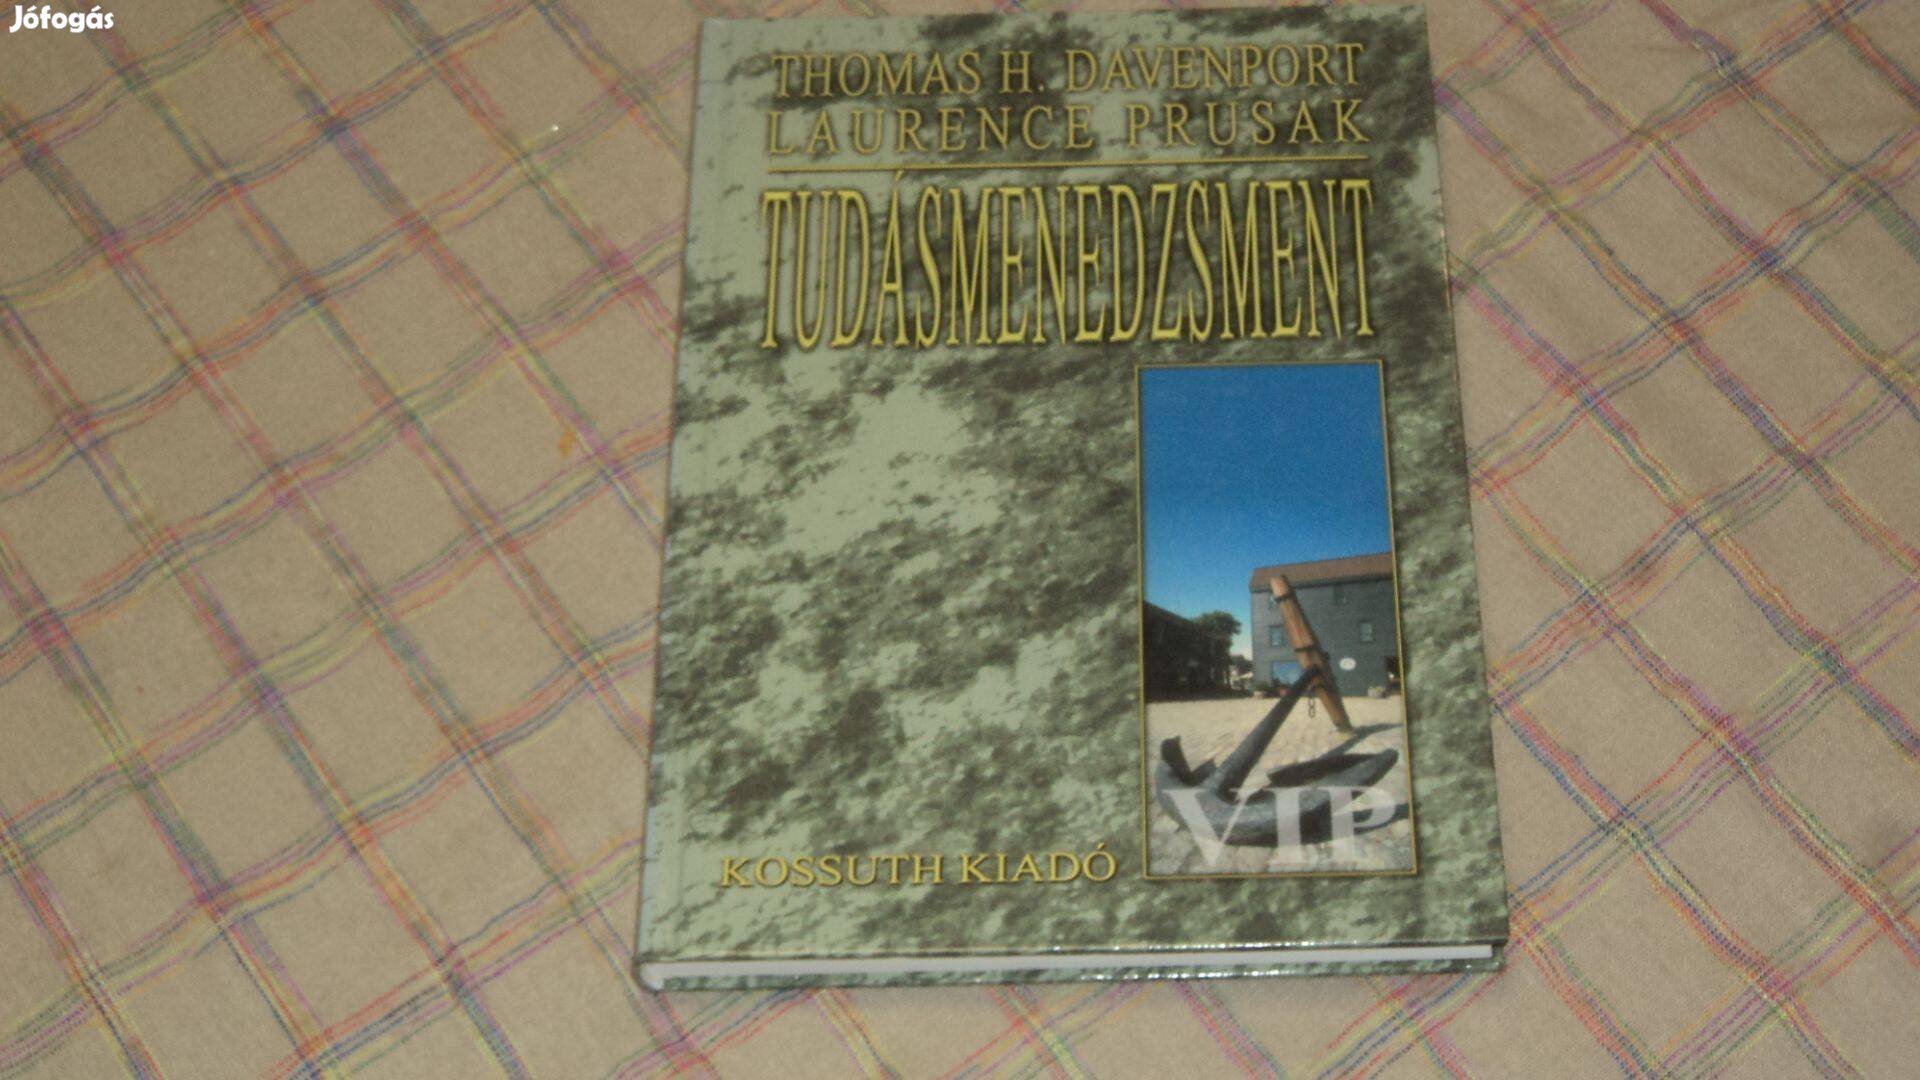 Jófogás
THOMAS H. DAVENPORT
LAURENCE PRUSAK
TUDÁSMENEDZSMENT
VIP
KOSSUTH KIADÓ